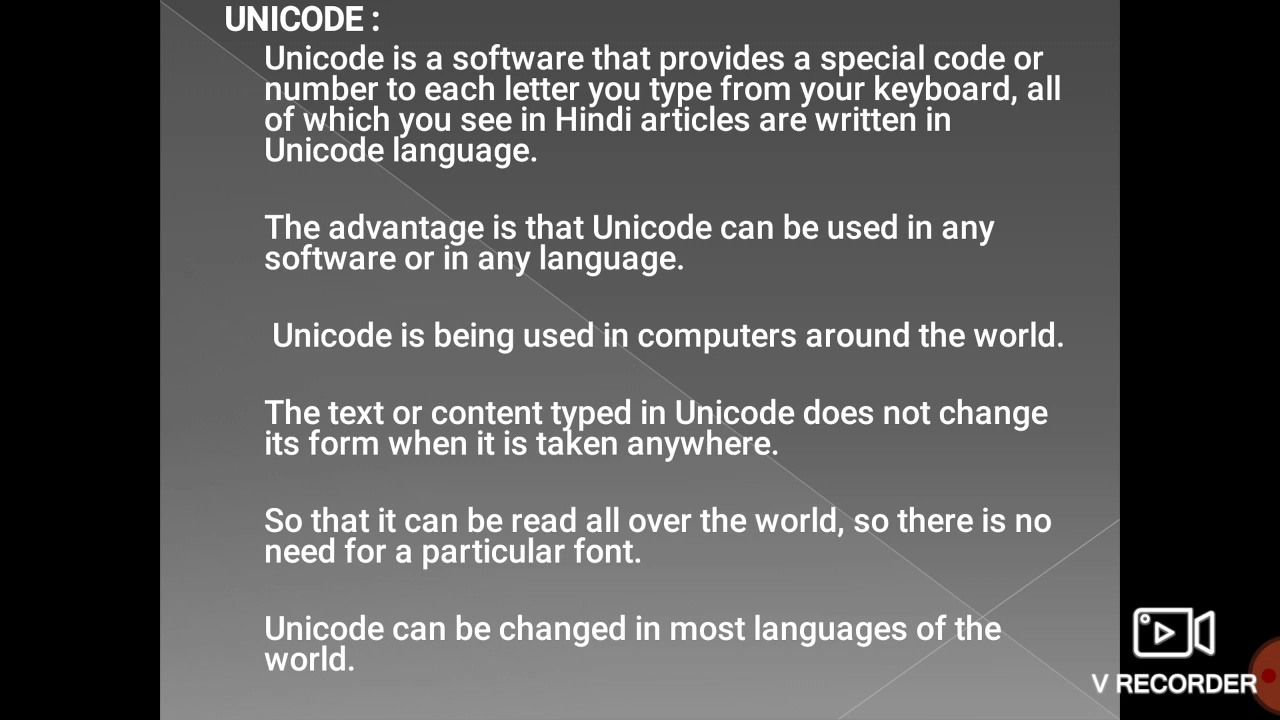 UNICODE :
Unicode is a software that provides a special code or
number to each letter you type from your keyboard, all
of which you see in Hindi articles are written in
Unicode language.
The advantage is that Unicode can be used in any
software or in any language.
Unicode is being used in computers around the world.
The text or content typed in Unicode does not change
its form when it is taken anywhere.
So that it can be read all over the world, so there is no
need for a particular font.
Unicode can be changed in most languages of the
world.
V RECORDER